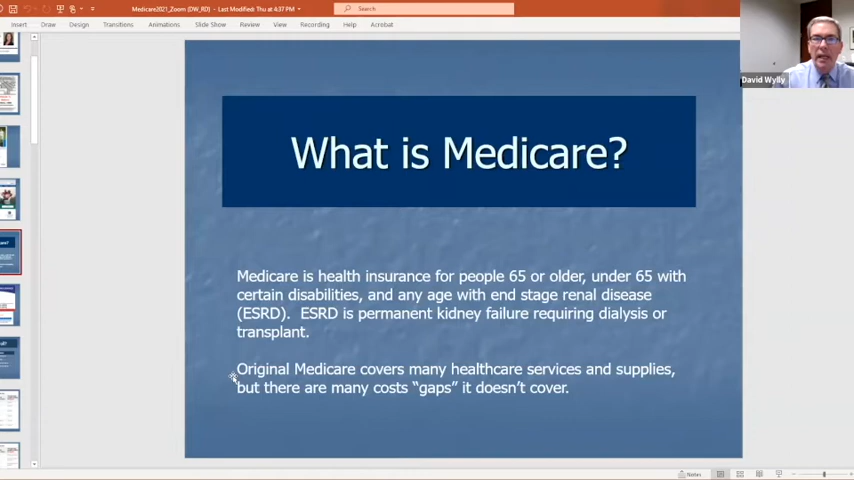 Medicare2021_Zoom (DW_RD) - Last Modified: Thu at 4:37 PM
Search
Insert Draw Design Transitions Animations Slide Show Review View Help Recording Acrobat
David Wylly
What is Medicare?
Medicare is health insurance for people 65 or older, under 65 with
certain disabilities, and any age with end stage renal disease
(ESRD).  ESRD is permanent kidney failure requiring dialysis or
transplant.
Original Medicare covers many healthcare services and supplies,
but there are many costs “gaps” it doesn’t cover.
Notes